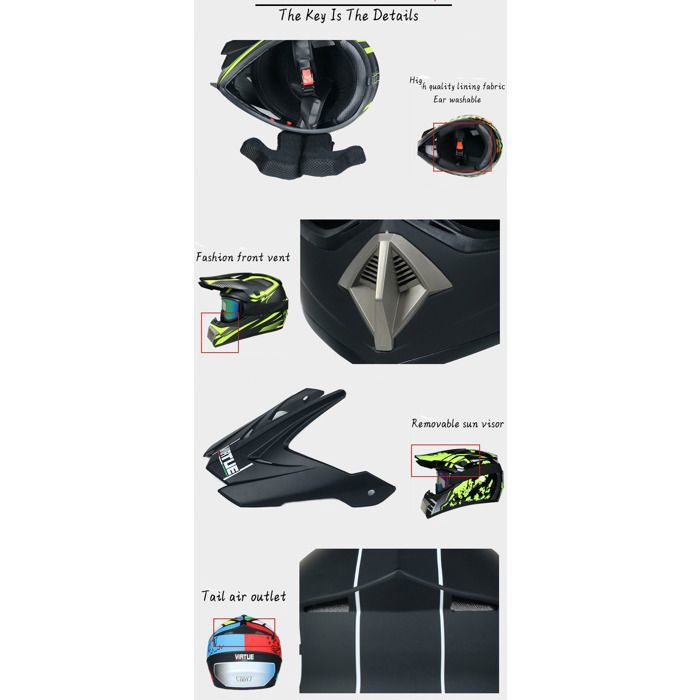 The Key Is The Details
High quality lining fabric
Ear washable
Fashion front vent
VIRTUE
Removable sun visor
Tail air outlet
VIRTUE